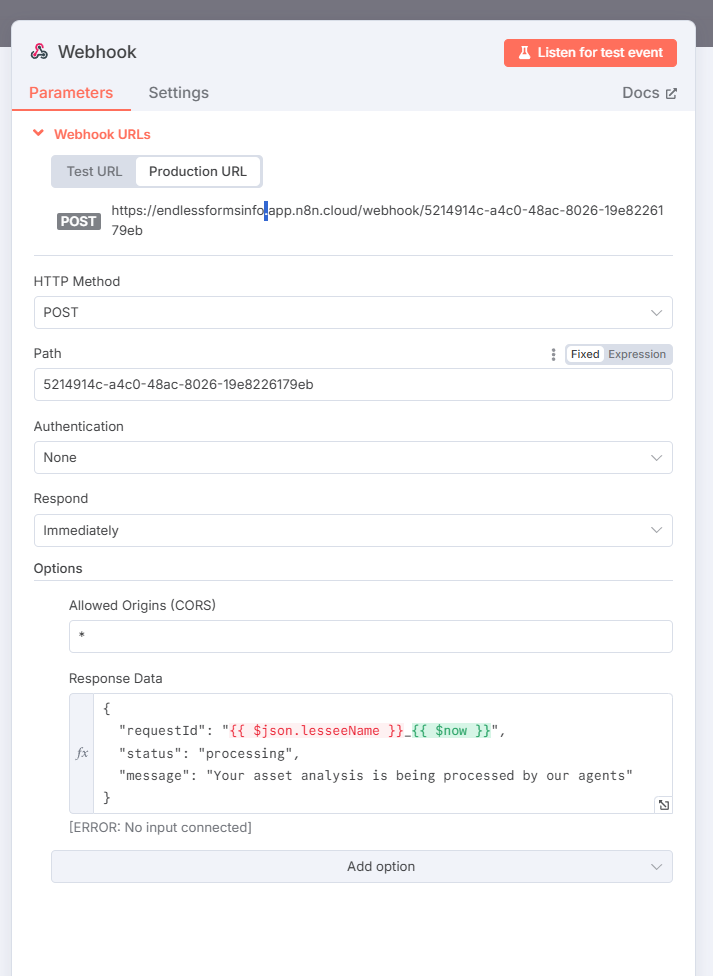 Webhook
Listen for test event
Parameters
Settings
Docs
Webhook URLs
Test URL
Production URL
POST
https://endlessformsinfo.app.n8n.cloud/webhook/5214914c-a4c0-48ac-8026-19e82261
79eb
HTTP Method
POST
Path
Fixed
Expression
5214914c-a4c0-48ac-8026-19e8226179eb
Authentication
None
Respond
Immediately
Options
Allowed Origins (CORS)
*
Response Data
fx
{
"requestId": "{{ $json.lesseeName }}_{{ $now }}",
"status": "processing",
"message": "Your asset analysis is being processed by our agents"
}
[ERROR: No input connected]
Add option